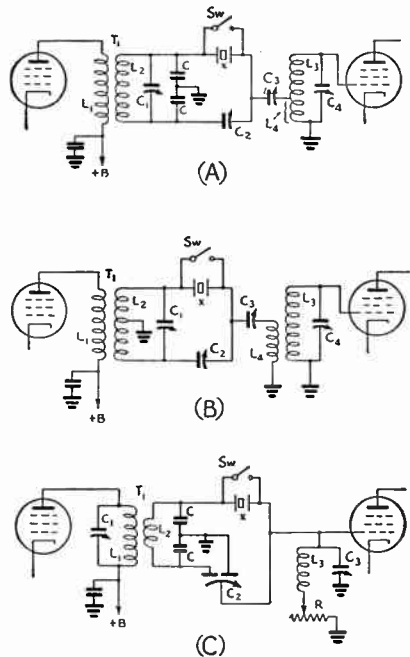 Sw
T₁
L₂
C₁
C
C
X
C₂
C₃
L₄
L₃
C₄
L₁
+B
(A)
Sw
T₁
L₂
C₁
X
C₂
C₃
L₄
L₃
C₄
L₁
+B
(B)
Sw
T₁
C₁
L₁
L₂
C
C
X
C₂
L₃
C₃
R
+B
(C)